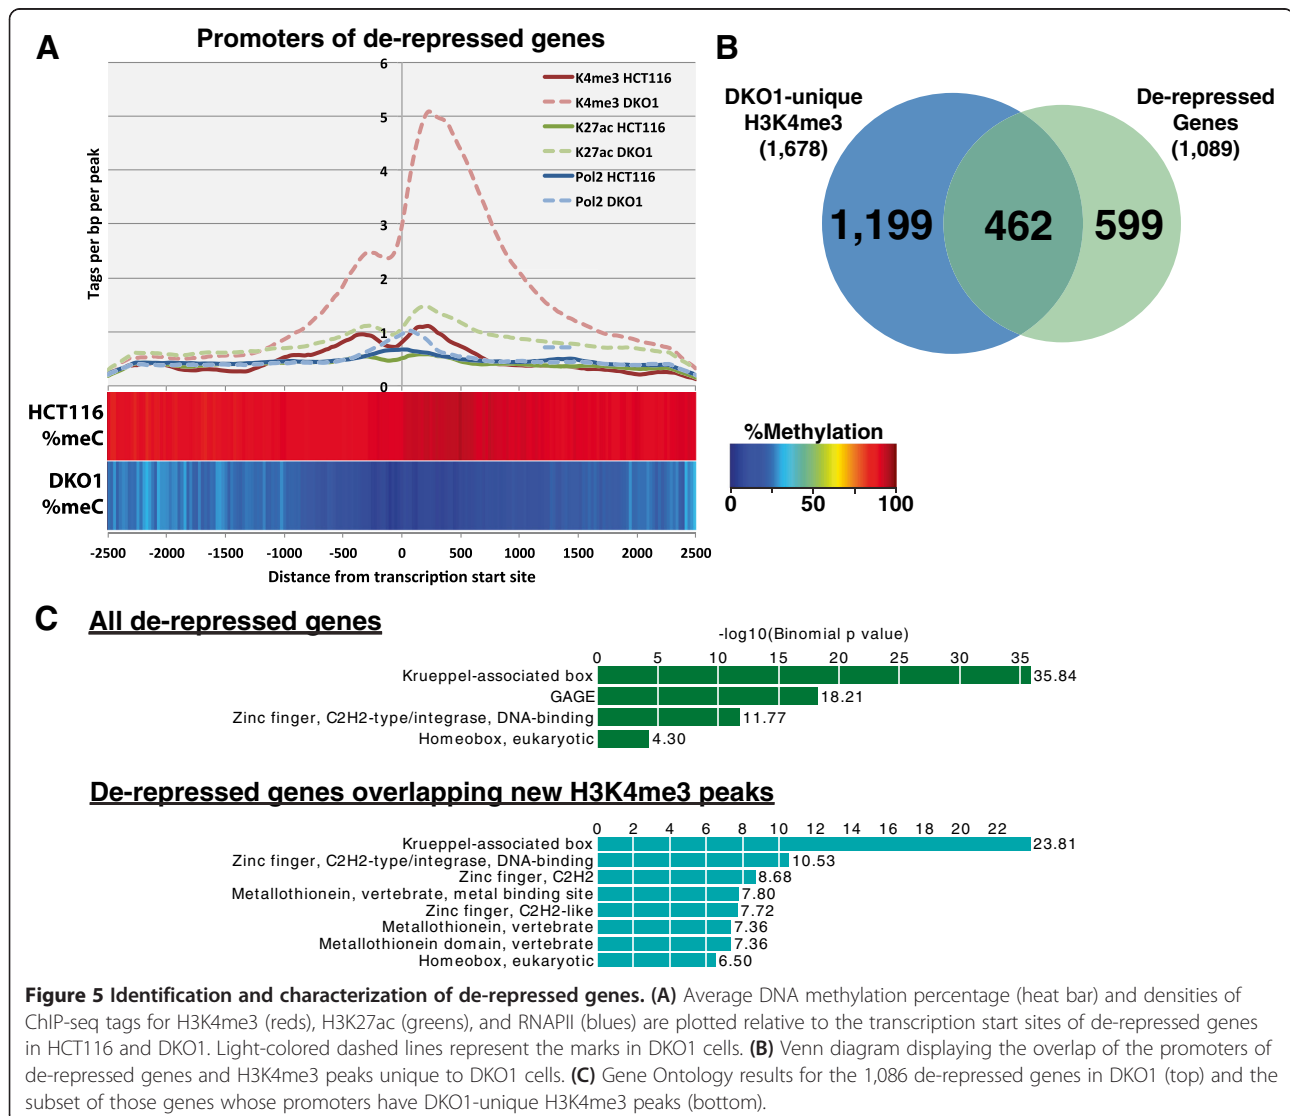 A
Promoters of de-repressed genes
6
5
4
3
2
1
0
Tags per bp per peak
K4me3 HCT116
K4me3 DKO1
K27ac HCT116
K27ac DKO1
Pol2 HCT116
Pol2 DKO1
HCT116
%meC
DKO1
%meC
-2500 -2000 -1500 -1000 -500 0 500 1000 1500 2000 2500
Distance from transcription start site
B
DKO1-unique
H3K4me3
(1,678)
De-repressed
Genes
(1,089)
1,199 462 599
%Methylation
0 50 100
C
All de-repressed genes
-log10(Binomial p value)
0 5 10 15 20 25 30 35
Krueppel-associated box 35.84
GAGE 18.21
Zinc finger, C2H2-type/integrase, DNA-binding 11.77
Homeobox, eukaryotic 4.30
De-repressed genes overlapping new H3K4me3 peaks
0 2 4 6 8 10 12 14 16 18 20 22
Krueppel-associated box 23.81
Zinc finger, C2H2-type/integrase, DNA-binding 10.53
Zinc finger, C2H2 8.68
Metallothionein, vertebrate, metal binding site 7.80
Zinc finger, C2H2-like 7.72
Metallothionein, vertebrate 7.36
Metallothionein domain, vertebrate 7.36
Homeobox, eukaryotic 6.50
Figure 5 Identification and characterization of de-repressed genes. (A) Average DNA methylation percentage (heat bar) and densities of
ChIP-seq tags for H3K4me3 (reds), H3K27ac (greens), and RNAPII (blues) are plotted relative to the transcription start sites of de-repressed genes
in HCT116 and DKO1. Light-colored dashed lines represent the marks in DKO1 cells. (B) Venn diagram displaying the overlap of the promoters of
de-repressed genes and H3K4me3 peaks unique to DKO1 cells. (C) Gene Ontology results for the 1,086 de-repressed genes in DKO1 (top) and the
subset of those genes whose promoters have DKO1-unique H3K4me3 peaks (bottom).